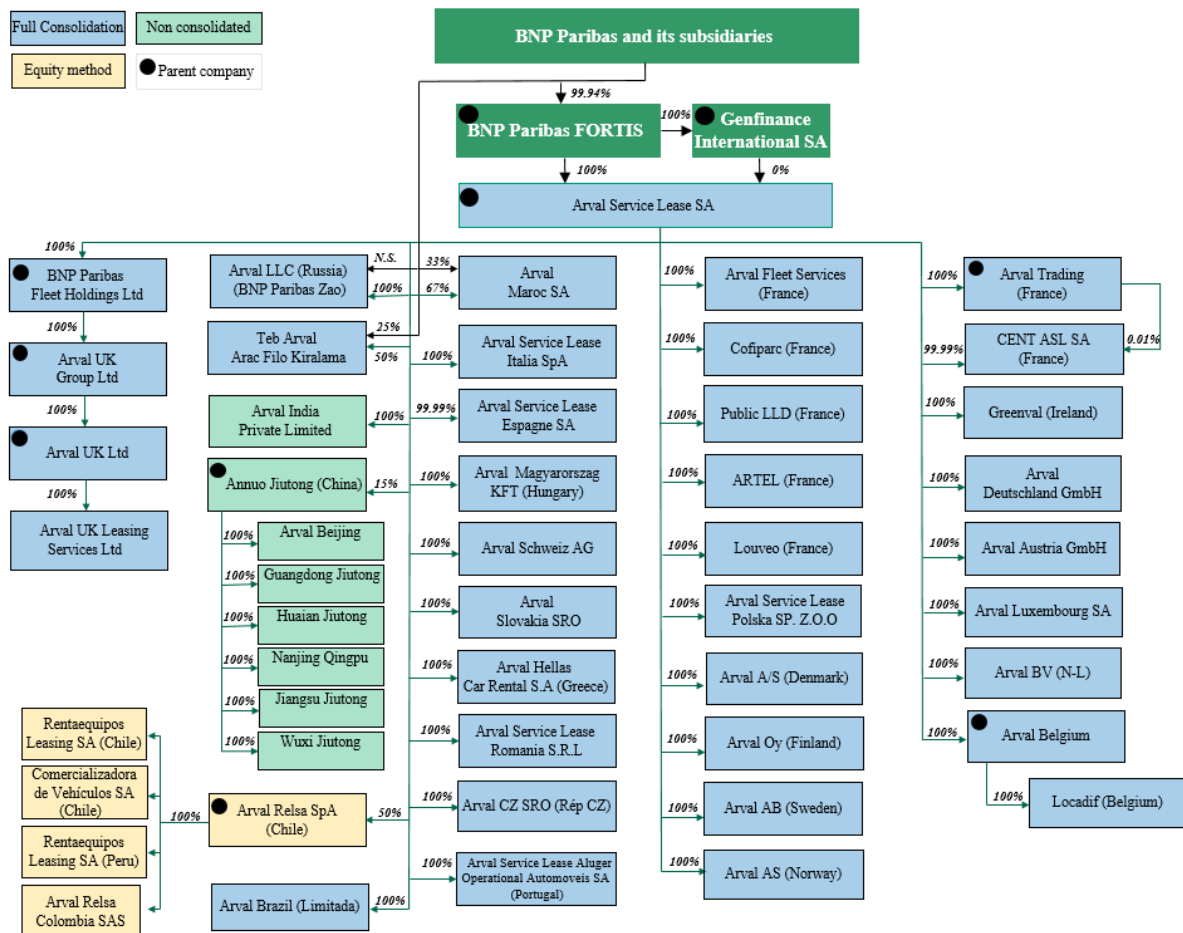 Full Consolidation
Non consolidated
Equity method
Parent company
BNP Paribas and its subsidiaries
99.94%
BNP Paribas FORTIS
100%
Genfinance
International SA
100%
0%
Arval Service Lease SA
100%
BNP Paribas
Fleet Holdings Ltd
100%
Arval UK
Group Ltd
100%
Arval UK Ltd
100%
Arval UK Leasing
Services Ltd
Arval LLC (Russia)
(BNP Paribas Zao)
N.S.
100%
33%
67%
Arval
Maroc SA
Teb Arval
Arac Filo Kiralama
25%
50%
100%
Arval Service Lease
Italia SpA
Arval India
Private Limited
100%
99.99%
Arval Service Lease
Espagne SA
Annuo Jiutong (China)
15%
100%
Arval Magyarorszag
KFT (Hungary)
100%
Arval Beijing
100%
Guangdong Jiutong
100%
Huaian Jiutong
100%
Nanjing Qingpu
100%
Jiangsu Jiutong
100%
Wuxi Jiutong
100%
Arval Schweiz AG
100%
Arval
Slovakia SRO
100%
Arval Hellas
Car Rental S.A (Greece)
100%
Arval Service Lease
Romania S.R.L
100%
Arval CZ SRO (Rép CZ)
100%
Arval Service Lease Aluger
Operational Automoveis SA
(Portugal)
Rentaequipos
Leasing SA (Chile)
Comercializadora
de Vehículos SA
(Chile)
Rentaequipos
Leasing SA (Peru)
Arval Relsa
Colombia SAS
100%
Arval Relsa SpA
(Chile)
50%
Arval Brazil (Limitada)
100%
100%
Arval Fleet Services
(France)
100%
Cofiparc (France)
100%
Public LLD (France)
100%
ARTEL (France)
100%
Louveo (France)
100%
Arval Service Lease
Polska SP. Z.O.O
100%
Arval A/S (Denmark)
100%
Arval Oy (Finland)
100%
Arval AB (Sweden)
100%
Arval AS (Norway)
100%
Arval Trading
(France)
0.01%
99.99%
CENT ASL SA
(France)
100%
Greenval (Ireland)
100%
Arval
Deutschland GmbH
100%
Arval Austria GmbH
100%
Arval Luxembourg SA
100%
Arval BV (N-L)
100%
Arval Belgium
100%
Locadif (Belgium)